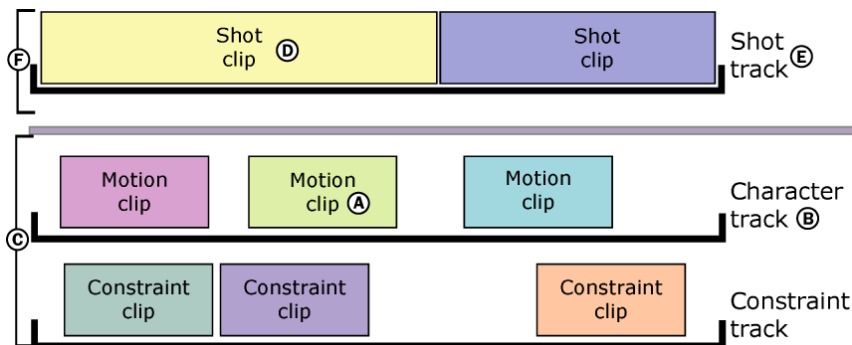 F
Shot
clip D
Shot
clip
Shot
track E
C
Motion
clip
Motion
clip A
Motion
clip
Character
track B
Constraint
clip
Constraint
clip
Constraint
clip
Constraint
track